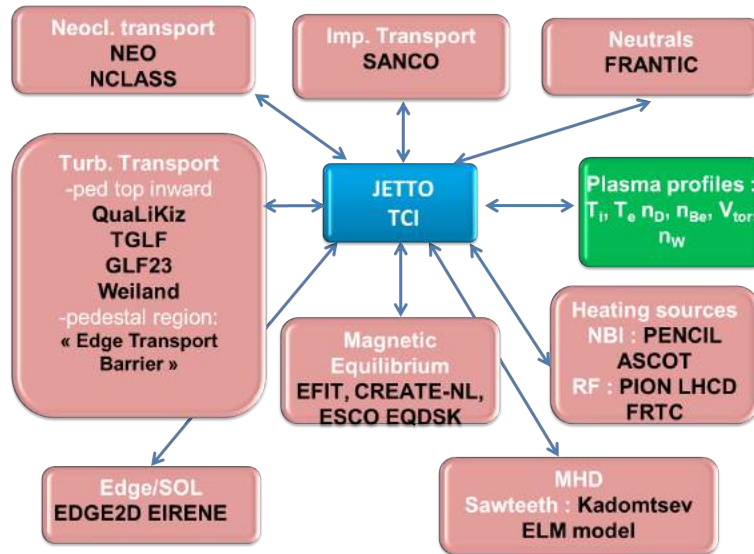 Neocl. transport
NEO
NCLASS
Imp. Transport
SANCO
Neutrals
FRANTIC
Turb. Transport
-ped top inward
QuaLiKiz
TGLF
GLF23
Weiland
-pedestal region:
« Edge Transport
Barrier »
JETTO
TCI
Plasma profiles :
Ti, Te nD, nBe, Vtor,
nW
Magnetic
Equilibrium
EFIT, CREATE-NL,
ESCO EQDSK
Heating sources
NBI : PENCIL
ASCOT
RF : PION LHCD
FRTC
Edge/SOL
EDGE2D EIRENE
MHD
Sawteeth : Kadomtsev
ELM model